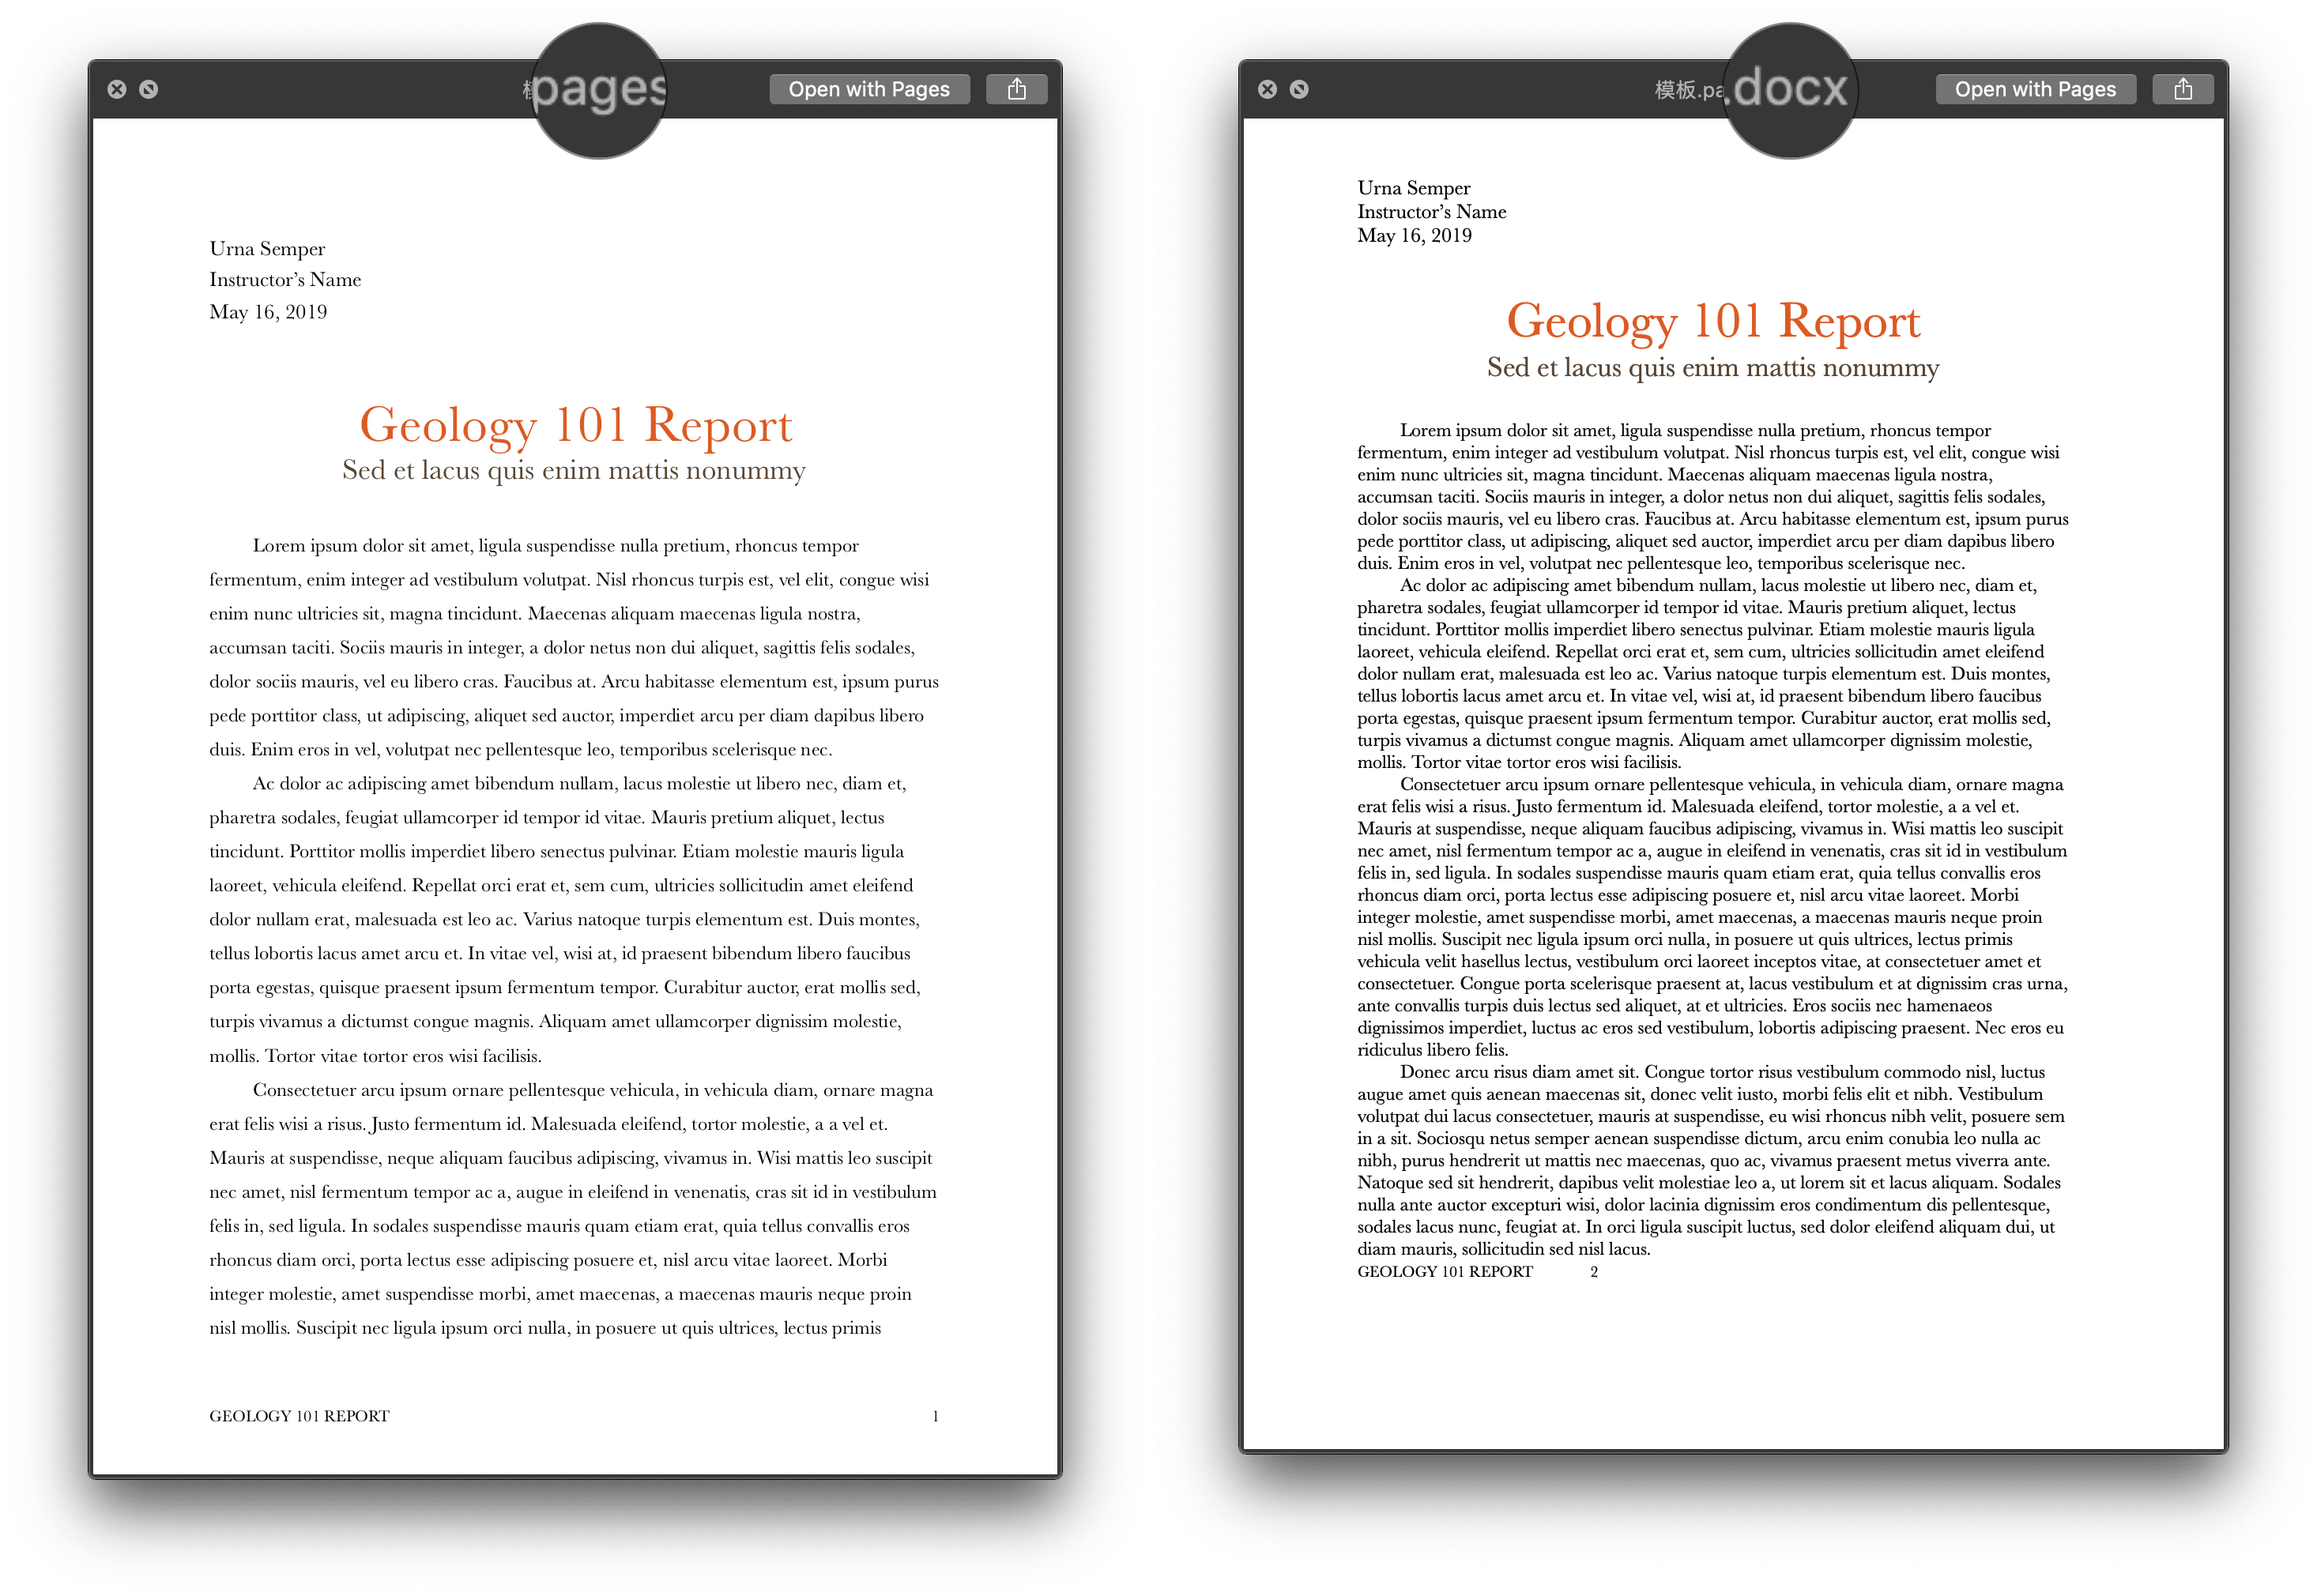 pages
Open with Pages
Urna Semper
Instructor’s Name
May 16, 2019
Geology 101 Report
Sed et lacus quis enim mattis nonummy
Lorem ipsum dolor sit amet, ligula suspendisse nulla pretium, rhoncus tempor
fermentum, enim integer ad vestibulum volutpat. Nisl rhoncus turpis est, vel elit, congue wisi
enim nunc ultricies sit, magna tincidunt. Maecenas aliquam maecenas ligula nostra,
accumsan taciti. Sociis mauris in integer, a dolor netus non dui aliquet, sagittis felis sodales,
dolor sociis mauris, vel eu libero cras. Faucibus at. Arcu habitasse elementum est, ipsum purus
pede porttitor class, ut adipiscing, aliquet sed auctor, imperdiet arcu per diam dapibus libero
duis. Enim eros in vel, volutpat nec pellentesque leo, temporibus scelerisque nec.
Ac dolor ac adipiscing amet bibendum nullam, lacus molestie ut libero nec, diam et,
pharetra sodales, feugiat ullamcorper id tempor id vitae. Mauris pretium aliquet, lectus
tincidunt. Porttitor mollis imperdiet libero senectus pulvinar. Etiam molestie mauris ligula
laoreet, vehicula eleifend. Repellat orci erat et, sem cum, ultricies sollicitudin amet eleifend
dolor nullam erat, malesuada est leo ac. Varius natoque turpis elementum est. Duis montes,
tellus lobortis lacus amet arcu et. In vitae vel, wisi at, id praesent bibendum libero faucibus
porta egestas, quisque praesent ipsum fermentum tempor. Curabitur auctor, erat mollis sed,
turpis vivamus a dictumst congue magnis. Aliquam amet ullamcorper dignissim molestie,
mollis. Tortor vitae tortor eros wisi facilisis.
Consectetuer arcu ipsum ornare pellentesque vehicula, in vehicula diam, ornare magna
erat felis wisi a risus. Justo fermentum id. Malesuada eleifend, tortor molestie, a a vel et.
Mauris at suspendisse, neque aliquam faucibus adipiscing, vivamus in. Wisi mattis leo suscipit
nec amet, nisl fermentum tempor ac a, augue in eleifend in venenatis, cras sit id in vestibulum
felis in, sed ligula. In sodales suspendisse mauris quam etiam erat, quia tellus convallis eros
rhoncus diam orci, porta lectus esse adipiscing posuere et, nisl arcu vitae laoreet. Morbi
integer molestie, amet suspendisse morbi, amet maecenas, a maecenas mauris neque proin
nisl mollis. Suscipit nec ligula ipsum orci nulla, in posuere ut quis ultrices, lectus primis
GEOLOGY 101 REPORT 1
模板.pa.docx
Open with Pages
Urna Semper
Instructor’s Name
May 16, 2019
Geology 101 Report
Sed et lacus quis enim mattis nonummy
Lorem ipsum dolor sit amet, ligula suspendisse nulla pretium, rhoncus tempor
fermentum, enim integer ad vestibulum volutpat. Nisl rhoncus turpis est, vel elit, congue wisi
enim nunc ultricies sit, magna tincidunt. Maecenas aliquam maecenas ligula nostra,
accumsan taciti. Sociis mauris in integer, a dolor netus non dui aliquet, sagittis felis sodales,
dolor sociis mauris, vel eu libero cras. Faucibus at. Arcu habitasse elementum est, ipsum purus
pede porttitor class, ut adipiscing, aliquet sed auctor, imperdiet arcu per diam dapibus libero
duis. Enim eros in vel, volutpat nec pellentesque leo, temporibus scelerisque nec.
Ac dolor ac adipiscing amet bibendum nullam, lacus molestie ut libero nec, diam et,
pharetra sodales, feugiat ullamcorper id tempor id vitae. Mauris pretium aliquet, lectus
tincidunt. Porttitor mollis imperdiet libero senectus pulvinar. Etiam molestie mauris ligula
laoreet, vehicula eleifend. Repellat orci erat et, sem cum, ultricies sollicitudin amet eleifend
dolor nullam erat, malesuada est leo ac. Varius natoque turpis elementum est. Duis montes,
tellus lobortis lacus amet arcu et. In vitae vel, wisi at, id praesent bibendum libero faucibus
porta egestas, quisque praesent ipsum fermentum tempor. Curabitur auctor, erat mollis sed,
turpis vivamus a dictumst congue magnis. Aliquam amet ullamcorper dignissim molestie,
mollis. Tortor vitae tortor eros wisi facilisis.
Consectetuer arcu ipsum ornare pellentesque vehicula, in vehicula diam, ornare magna
erat felis wisi a risus. Justo fermentum id. Malesuada eleifend, tortor molestie, a a vel et.
Mauris at suspendisse, neque aliquam faucibus adipiscing, vivamus in. Wisi mattis leo suscipit
nec amet, nisl fermentum tempor ac a, augue in eleifend in venenatis, cras sit id in vestibulum
felis in, sed ligula. In sodales suspendisse mauris quam etiam erat, quia tellus convallis eros
rhoncus diam orci, porta lectus esse adipiscing posuere et, nisl arcu vitae laoreet. Morbi
integer molestie, amet suspendisse morbi, amet maecenas, a maecenas mauris neque proin
nisl mollis. Suscipit nec ligula ipsum orci nulla, in posuere ut quis ultrices, lectus primis
vehicula velit hasellus lectus, vestibulum orci laoreet inceptos vitae, at consectetuer amet et
consectetuer. Congue porta scelerisque praesent at, lacus vestibulum et at dignissim cras urna,
ante convallis turpis duis lectus sed aliquet, at et ultricies. Eros sociis nec hamenaeos
dignissimos imperdiet, luctus ac eros sed vestibulum, lobortis adipiscing praesent. Nec eros eu
ridiculus libero felis.
Donec arcu risus diam amet sit. Congue tortor risus vestibulum commodo nisl, luctus
augue amet quis aenean maecenas sit, donec velit iusto, morbi felis elit et nibh. Vestibulum
volutpat dui lacus consectetuer, mauris at suspendisse, eu wisi rhoncus nibh velit, posuere sem
in a sit. Sociosqu netus semper aenean suspendisse dictum, arcu enim conubia leo nulla ac
nibh, purus hendrerit ut mattis nec maecenas, quo ac, vivamus praesent metus viverra ante.
Natoque sed sit hendrerit, dapibus velit molestiae leo a, ut lorem sit et lacus aliquam. Sodales
nulla ante auctor excepturi wisi, dolor lacinia dignissim eros condimentum dis pellentesque,
sodales lacus nunc, feugiat at. In orci ligula suscipit luctus, sed dolor eleifend aliquam dui, ut
diam mauris, sollicitudin sed nisl lacus.
GEOLOGY 101 REPORT 2